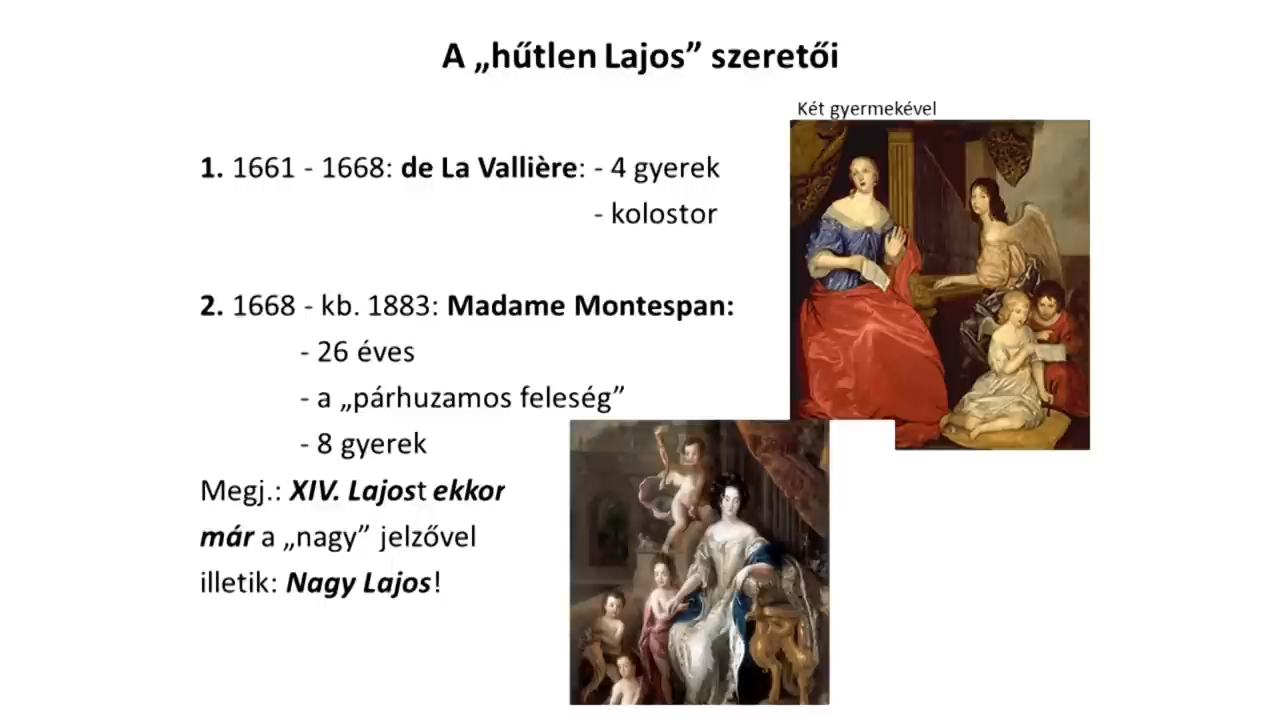 A „hűtlen Lajos” szeretői
Két gyermekével
1. 1661 - 1668: de La Vallière: - 4 gyerek
- kolostor
2. 1668 - kb. 1883: Madame Montespan:
- 26 éves
- a „párhuzamos feleség”
- 8 gyerek
Megj.: XIV. Lajost ekkor
már a „nagy” jelzővel
illetik: Nagy Lajos!